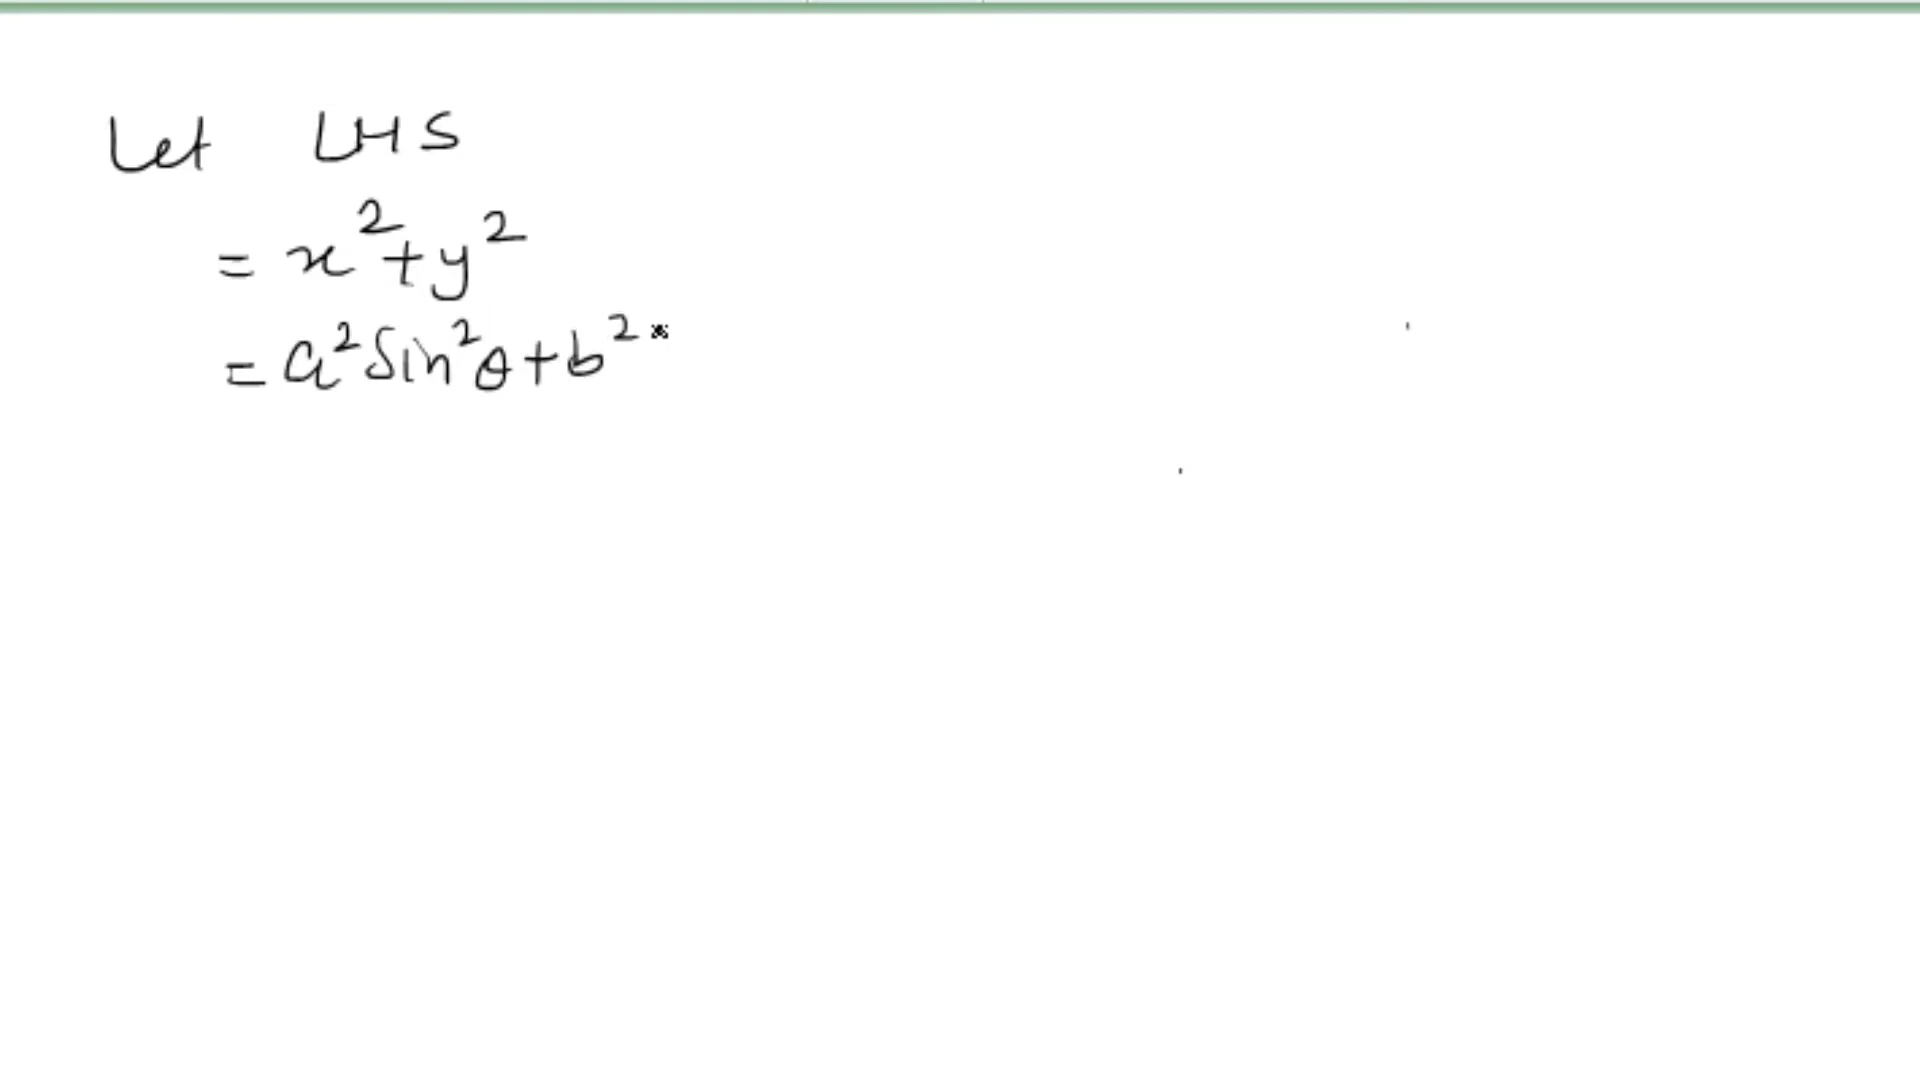 Let LHS
= x²+y²
= a²Sin²θ+b²